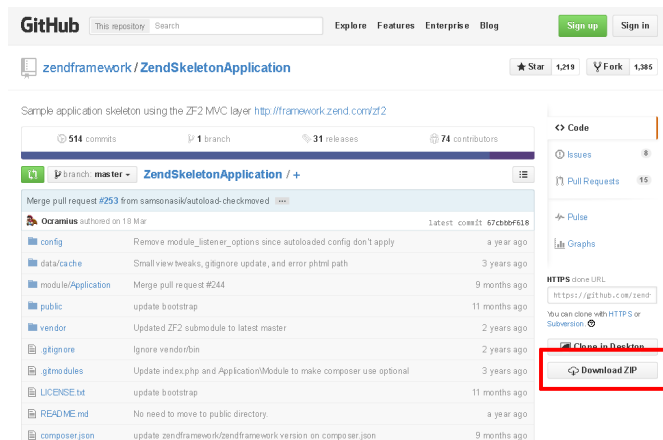 GitHub This repository Search Explore Features Enterprise Blog Sign up Sign in
zendframework / ZendSkeletonApplication Star 1,219 Fork 1,385
Sample application skeleton using the ZF2 MVC layer http://framework.zend.com/zf2
514 commits 1 branch 31 releases 74 contributors
branch: master ZendSkeletonApplication / +
Merge pull request #253 from samsonasik/autoload-checkmoved ...
Ocramius authored on 18 Mar latest commit 67cbbbf618
config Remove module_listener_options since autoloaded config don't apply a year ago
data/cache Small view tweaks, gitignore update, and error phtml path 3 years ago
module/Application Merge pull request #244 9 months ago
public update bootstrap 11 months ago
vendor Updated ZF2 submodule to latest master 2 years ago
.gitignore Ignore vendor/bin 2 years ago
.gitmodules Update index.php and Application\Module to make composer use optional 3 years ago
LICENSE.txt update bootstrap 11 months ago
README.md No need to move to public directory. a year ago
composer.json update zendframework/zendframework version on composer.json 9 months ago
Code
Issues 8
Pull Requests 15
Pulse
Graphs
HTTPS clone URL
https://github.com/zend
You can clone with HTTPS or
Subversion.
Clone in Desktop
Download ZIP